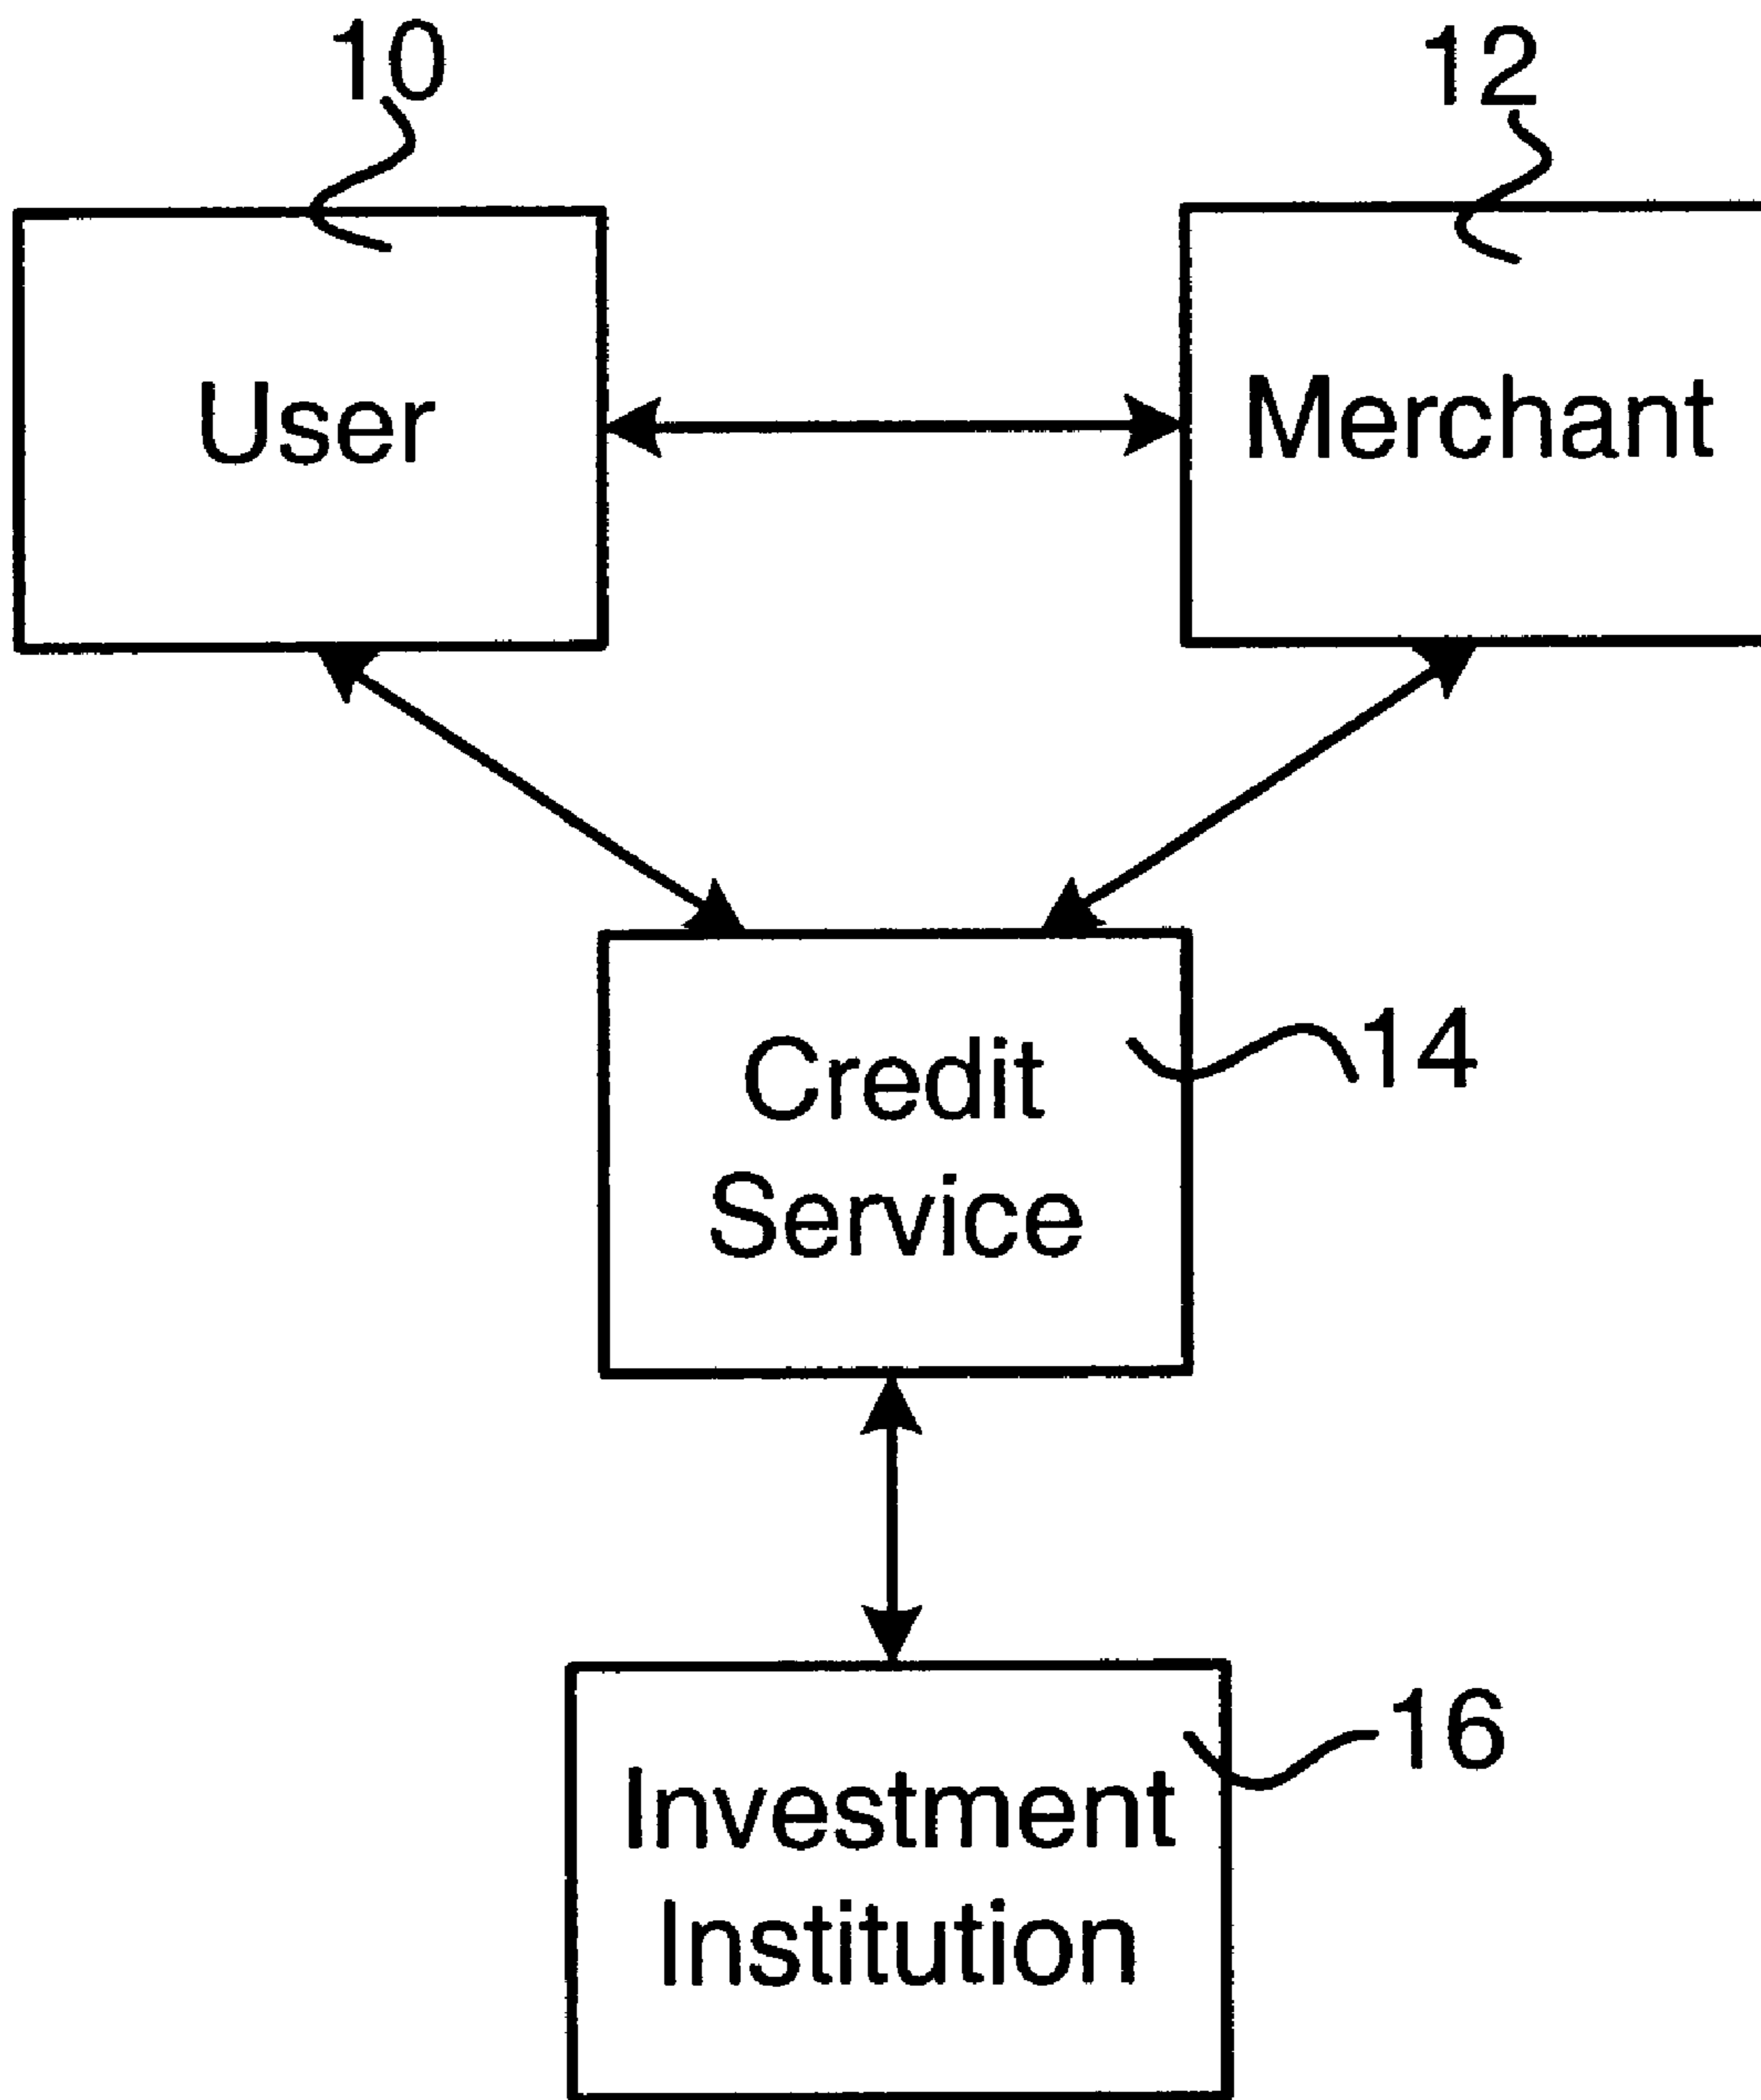 10
12
User
Merchant
Credit
Service
14
Investment
Institution
16